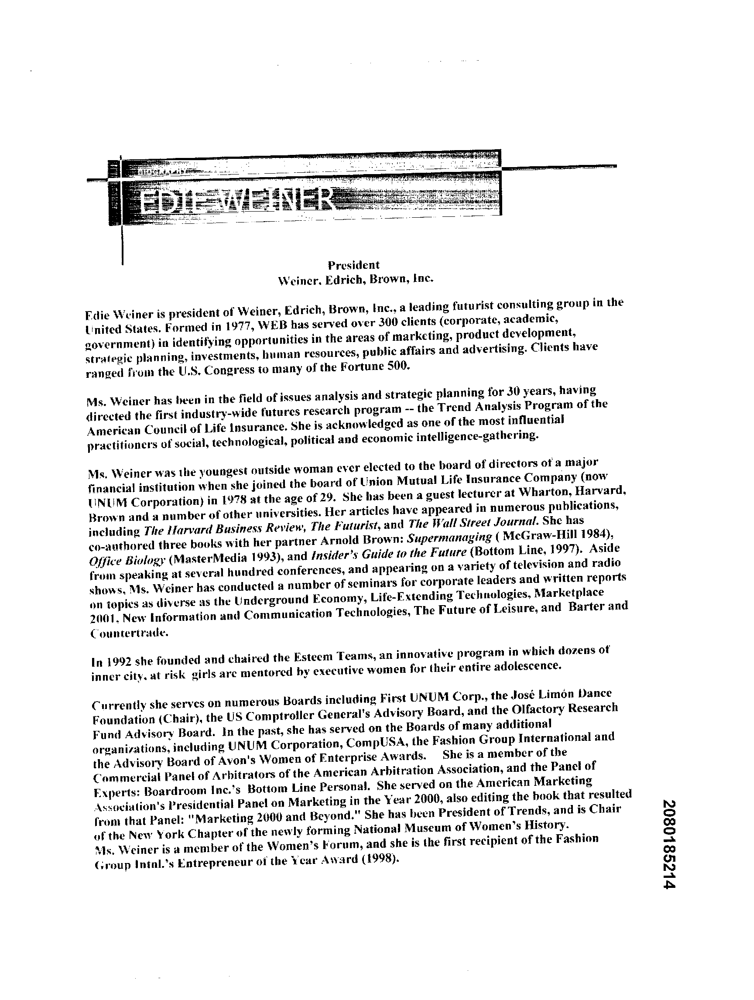 BIOGRAPHY
EDIE WEINER
President
Weiner, Edrich, Brown, Inc.
Edie Weiner is president of Weiner, Edrich, Brown, Inc., a leading futurist consulting group in the
United States. Formed in 1977, WEB has served over 300 clients (corporate, academic,
government) in identifying opportunities in the areas of marketing, product development,
strategic planning, investments, human resources, public affairs and advertising. Clients have
ranged from the U.S. Congress to many of the Fortune 500.
Ms. Weiner has been in the field of issues analysis and strategic planning for 30 years, having
directed the first industry-wide futures research program -- the Trend Analysis Program of the
American Council of Life Insurance. She is acknowledged as one of the most influential
practitioners of social, technological, political and economic intelligence-gathering.
Ms. Weiner was the youngest outside woman ever elected to the board of directors of a major
financial institution when she joined the board of Union Mutual Life Insurance Company (now
UNUM Corporation) in 1978 at the age of 29. She has been a guest lecturer at Wharton, Harvard,
Brown and a number of other universities. Her articles have appeared in numerous publications,
including The Harvard Business Review, The Futurist, and The Wall Street Journal. She has
co-authored three books with her partner Arnold Brown: Supermanaging ( McGraw-Hill 1984),
Office Biology (MasterMedia 1993), and Insider's Guide to the Future (Bottom Line, 1997). Aside
from speaking at several hundred conferences, and appearing on a variety of television and radio
shows, Ms. Weiner has conducted a number of seminars for corporate leaders and written reports
on topics as diverse as the Underground Economy, Life-Extending Technologies, Marketplace
2001, New Information and Communication Technologies, The Future of Leisure, and Barter and
Countertrade.
In 1992 she founded and chaired the Esteem Teams, an innovative program in which dozens of
inner city, at risk girls are mentored by executive women for their entire adolescence.
Currently she serves on numerous Boards including First UNUM Corp., the José Limón Dance
Foundation (Chair), the US Comptroller General's Advisory Board, and the Olfactory Research
Fund Advisory Board. In the past, she has served on the Boards of many additional
organizations, including UNUM Corporation, CompUSA, the Fashion Group International and
the Advisory Board of Avon's Women of Enterprise Awards. She is a member of the
Commercial Panel of Arbitrators of the American Arbitration Association, and the Panel of
Experts: Boardroom Inc.'s Bottom Line Personal. She served on the American Marketing
Association's Presidential Panel on Marketing in the Year 2000, also editing the book that resulted
from that Panel: "Marketing 2000 and Beyond." She has been President of Trends, and is Chair
of the New York Chapter of the newly forming National Museum of Women's History.
Ms. Weiner is a member of the Women's Forum, and she is the first recipient of the Fashion
Group Intnl.'s Entrepreneur of the Year Award (1998).
2080185214